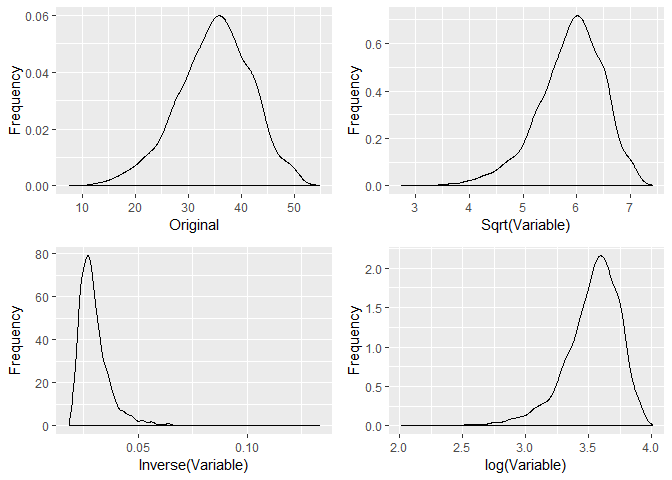 0.06
0.04
0.02
0.00
Frequency
10 20 30 40 50
Original
0.6
0.4
0.2
0.0
Frequency
3 4 5 6 7
Sqrt(Variable)
80
60
40
20
0
Frequency
0.05 0.10
Inverse(Variable)
2.0
1.5
1.0
0.5
0.0
Frequency
2.0 2.5 3.0 3.5 4.0
log(Variable)